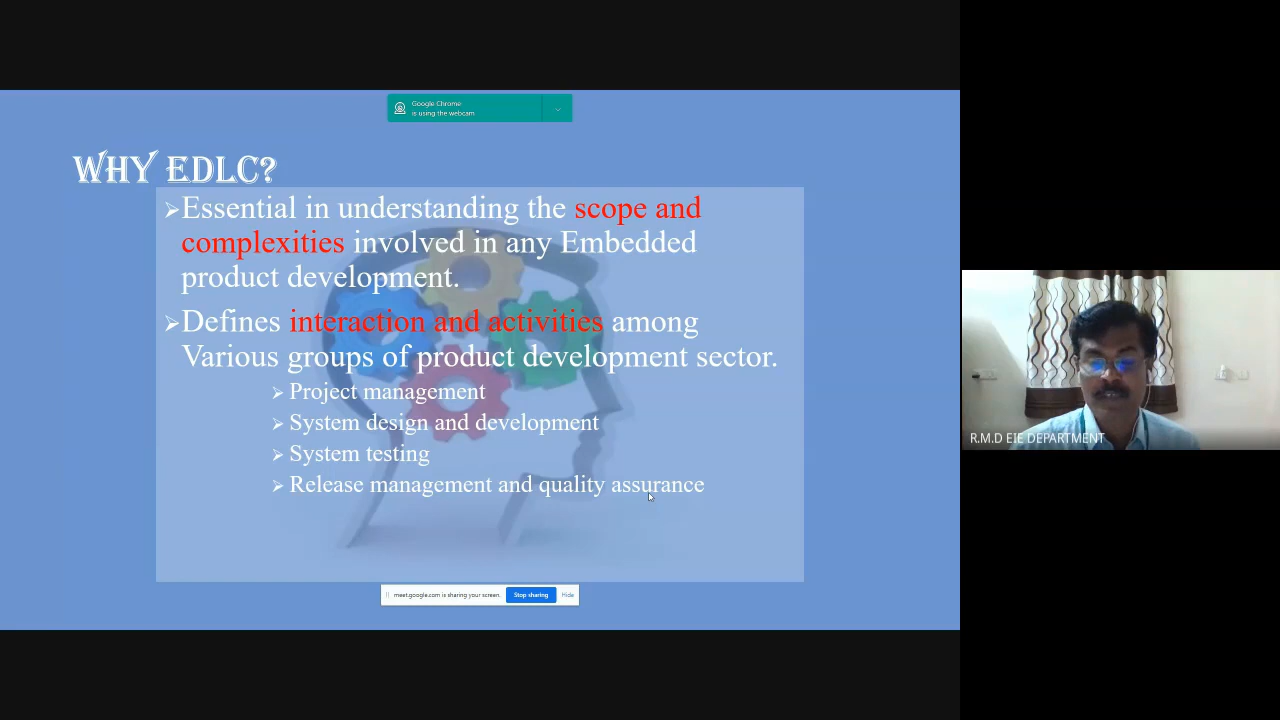 Google Chrome
is using the webcam
WHY EDLC?
Essential in understanding the scope and
complexities involved in any Embedded
product development.
Defines interaction and activities among
Various groups of product development sector.
Project management
System design and development
System testing
Release management and quality assurance
R.M.D EIE DEPARTMENT
meet.google.com is sharing your screen. Stop sharing Hide